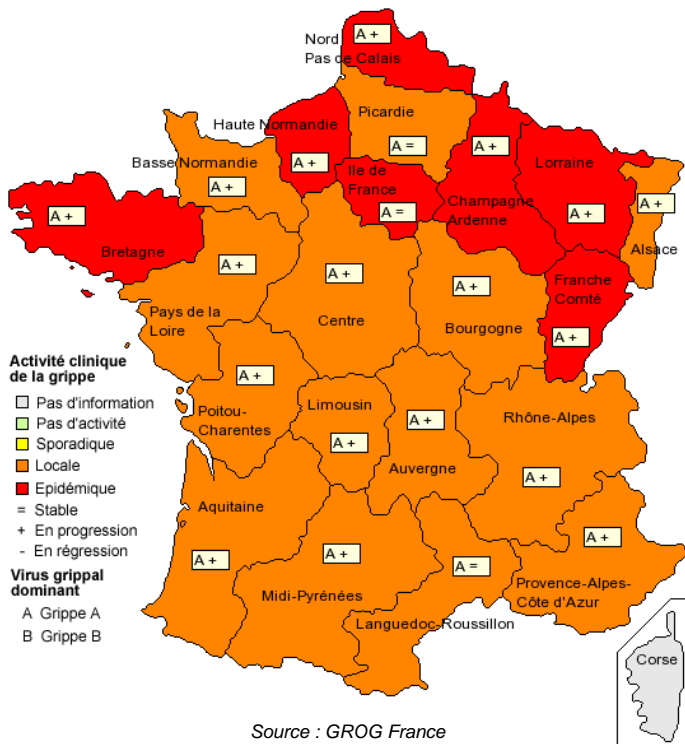 A +
Nord
Pas de Calais
Picardie
A =
Haute Normandie
A +
A +
Lorraine
A +
Basse Normandie
A +
Ile de
France
A =
Champagne
Ardenne
A +
Alsace
A +
Bretagne
A +
Pays de la
Loire
Centre
A +
A +
Bourgogne
Franche
Comté
A +
Activité clinique
de la grippe
Pas d'information
Pas d'activité
Sporadique
Locale
Epidémique
= Stable
+ En progression
- En régression
Virus grippal
dominant
A Grippe A
B Grippe B
A +
Poitou-
Charentes
Limousin
A +
A +
Auvergne
Rhône-Alpes
A +
Aquitaine
A +
A +
Midi-Pyrénées
A =
Languedoc-Roussillon
A +
Provence-Alpes-
Côte d'Azur
Corse
Source : GROG France